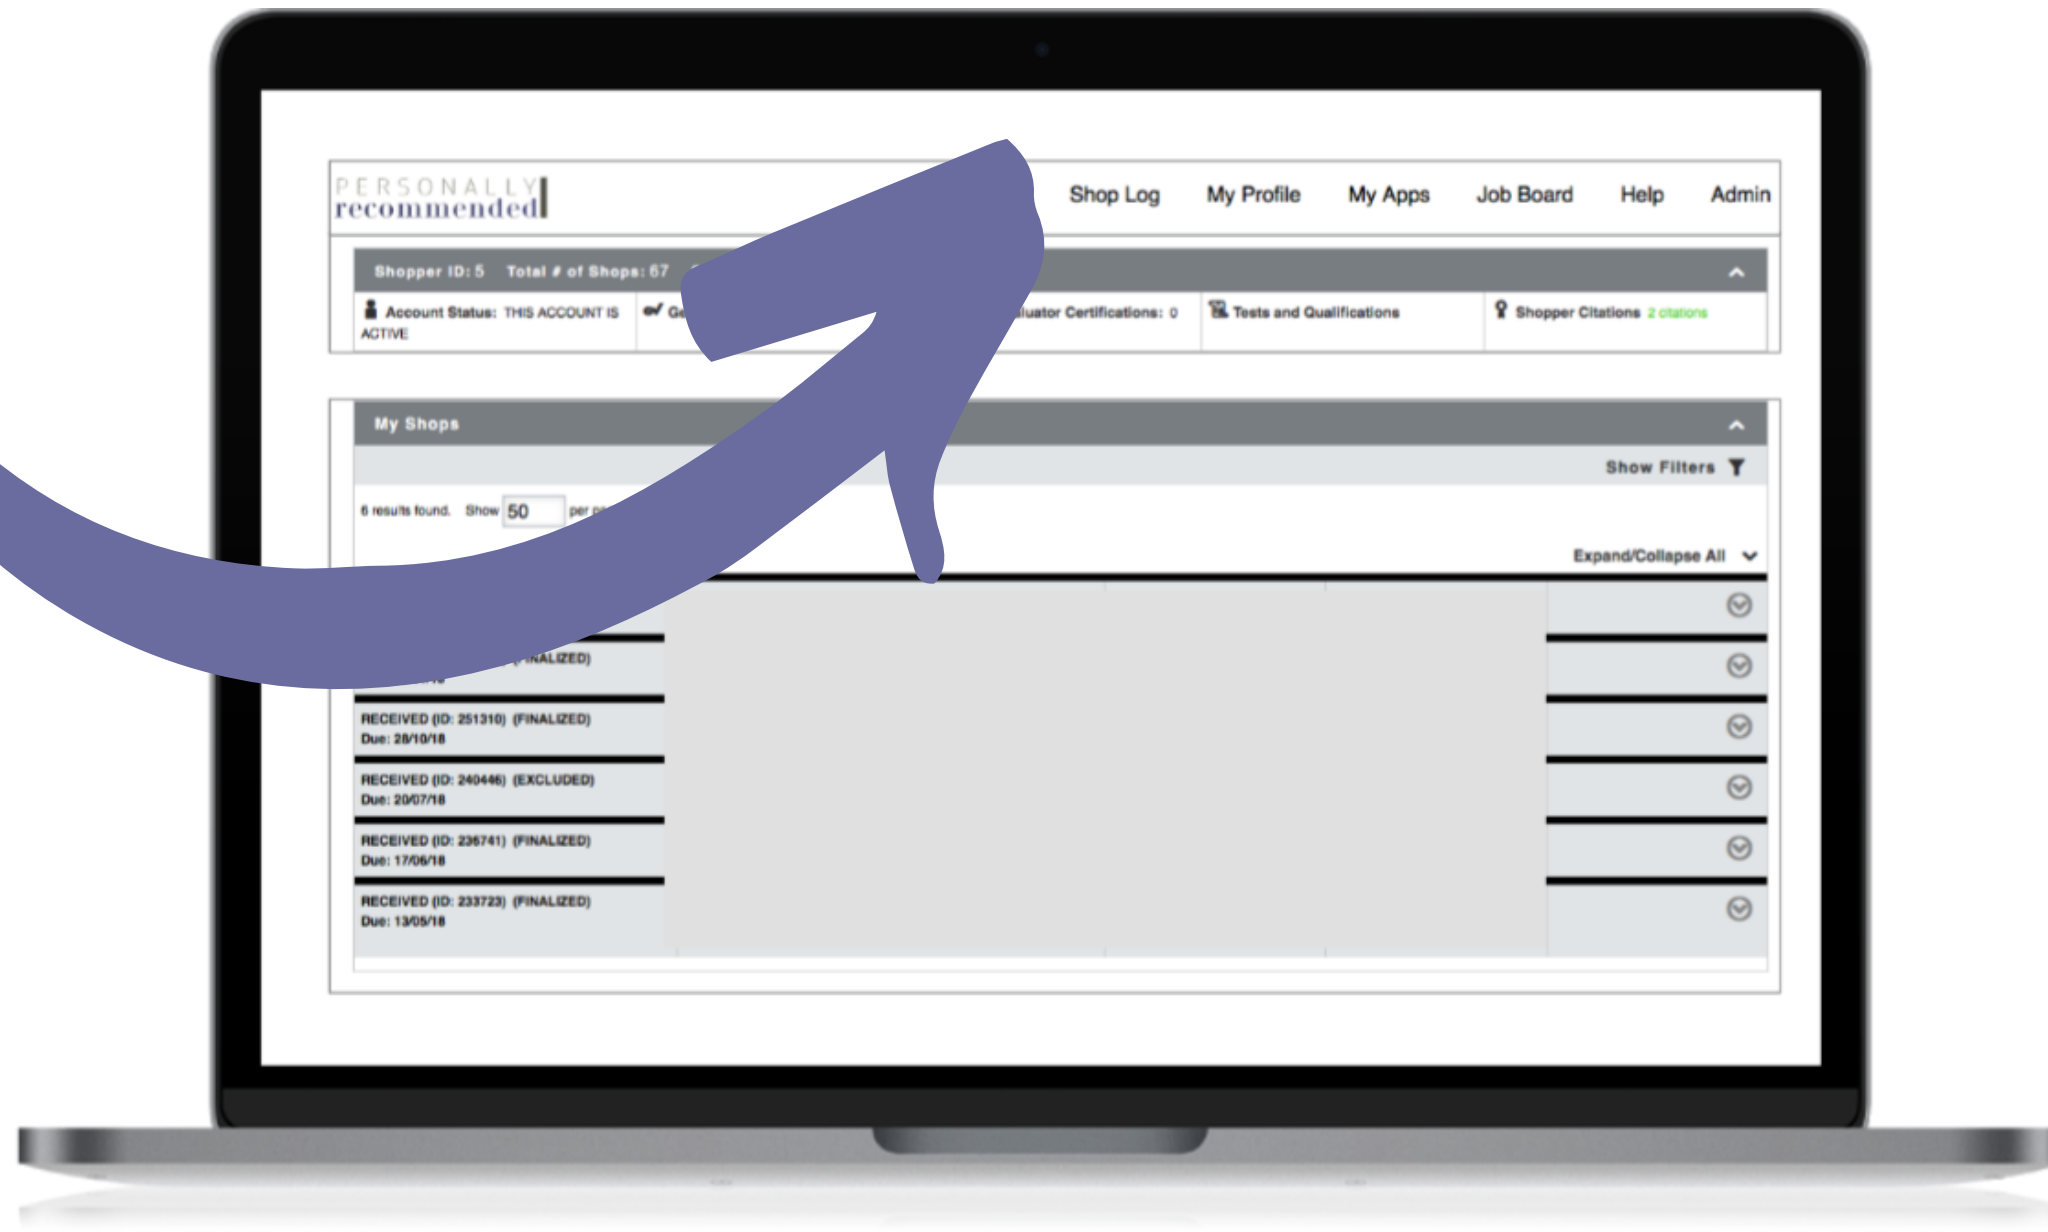 PERSONALLY
recommended
Shop Log My Profile My Apps Job Board Help Admin
Shopper ID: 5 Total # of Shops: 67
Account Status: THIS ACCOUNT IS
ACTIVE
Certifications: 0
Tests and Qualifications
Shopper Citations 2 citations
My Shops
Show Filters
6 results found. Show 50 per
Expand/Collapse All
(FINALIZED)
RECEIVED (ID: 251310) (FINALIZED)
Due: 28/10/18
RECEIVED (ID: 240446) (EXCLUDED)
Due: 20/07/18
RECEIVED (ID: 236741) (FINALIZED)
Due: 17/06/18
RECEIVED (ID: 233723) (FINALIZED)
Due: 13/05/18